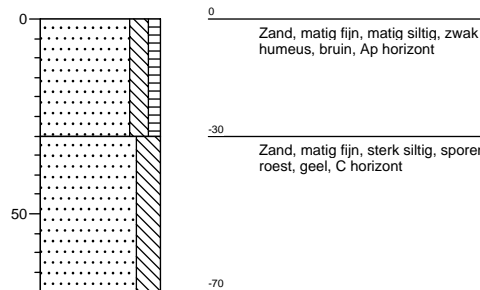 0
0
Zand, matig fijn, matig siltig, zwak
humeus, bruin, Ap horizont
-30
Zand, matig fijn, sterk siltig, sporen
roest, geel, C horizont
50
-70